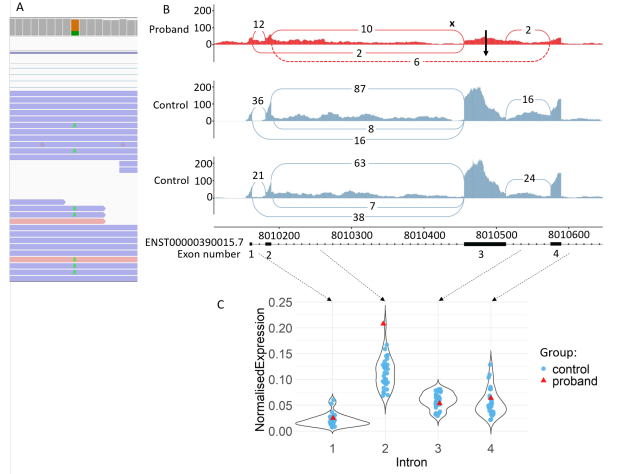 A
B
200
100
0
Proband
12
10
x
2
2
6
200
100
0
Control
36
87
16
8
16
200
100
0
Control
21
63
24
7
38
8010200 8010300 8010400 8010500 8010600
ENST00000390015.7
Exon number 1 2 3 4
C
NormalisedExpression
0.25
0.20
0.15
0.10
0.05
0.00
1 2 3 4
Intron
Group:
control
proband